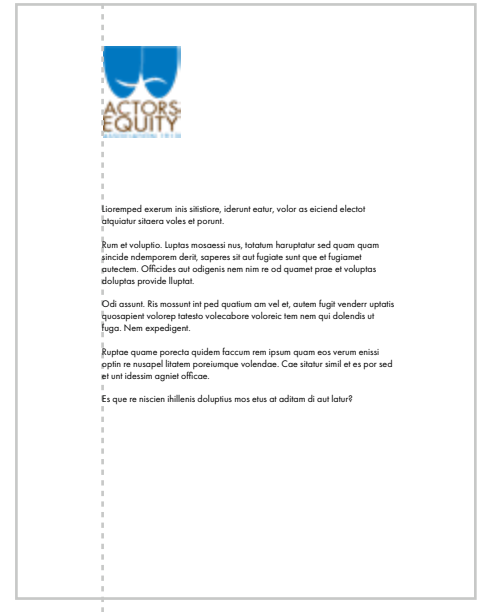 ACTORS
EQUITY
Lioremped exerum inis sitistiore, iderunt eatur, volor as eiciend electot
atquiatur sitaera voles et porunt.
Rum et voluptio. Luptas mosaessi nus, totatum haruptatur sed quam quam
sincide ndemporem derit, saperes sit aut fugiate sunt que et fugiamet
autectem. Officides aut odigenis nem nim re od quamet prae et voluptas
doluptas provide lluptat.
Odi assunt. Ris mossunt int ped quatium am vel et, autem fugit venderr uptatis
quosapient volorep tatesto volecabore voloreic tem nem qui dolendis ut
fuga. Nem expedigent.
Ruptae quame porecta quidem faccum rem ipsum quam eos verum enissi
optin re nusapel litatem poreiumque volendae. Cae sitatur simil et es por sed
et unt idessim agniet officae.
Es que re niscien ihillenis doluptius mos etus at aditam di aut latur?